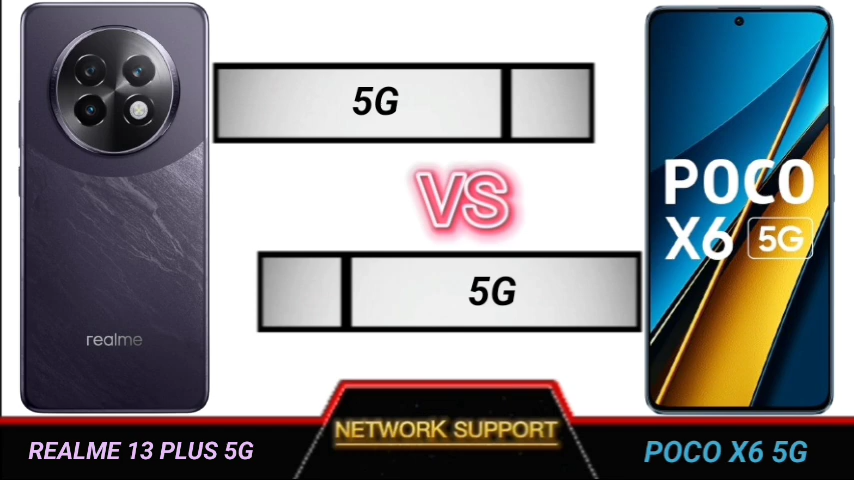 5G
VS
5G
realme
POCO
X6 5G
NETWORK SUPPORT
REALME 13 PLUS 5G
POCO X6 5G